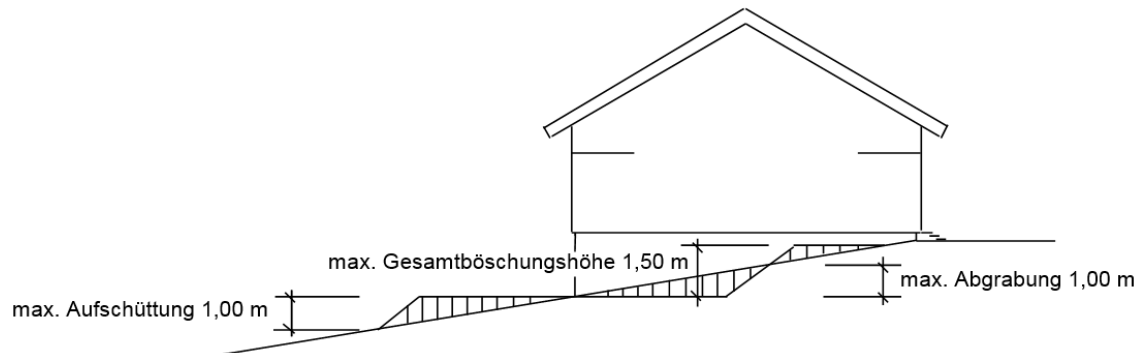 max. Gesamtböschungshöhe 1,50 m
max. Abgrabung 1,00 m
max. Aufschüttung 1,00 m